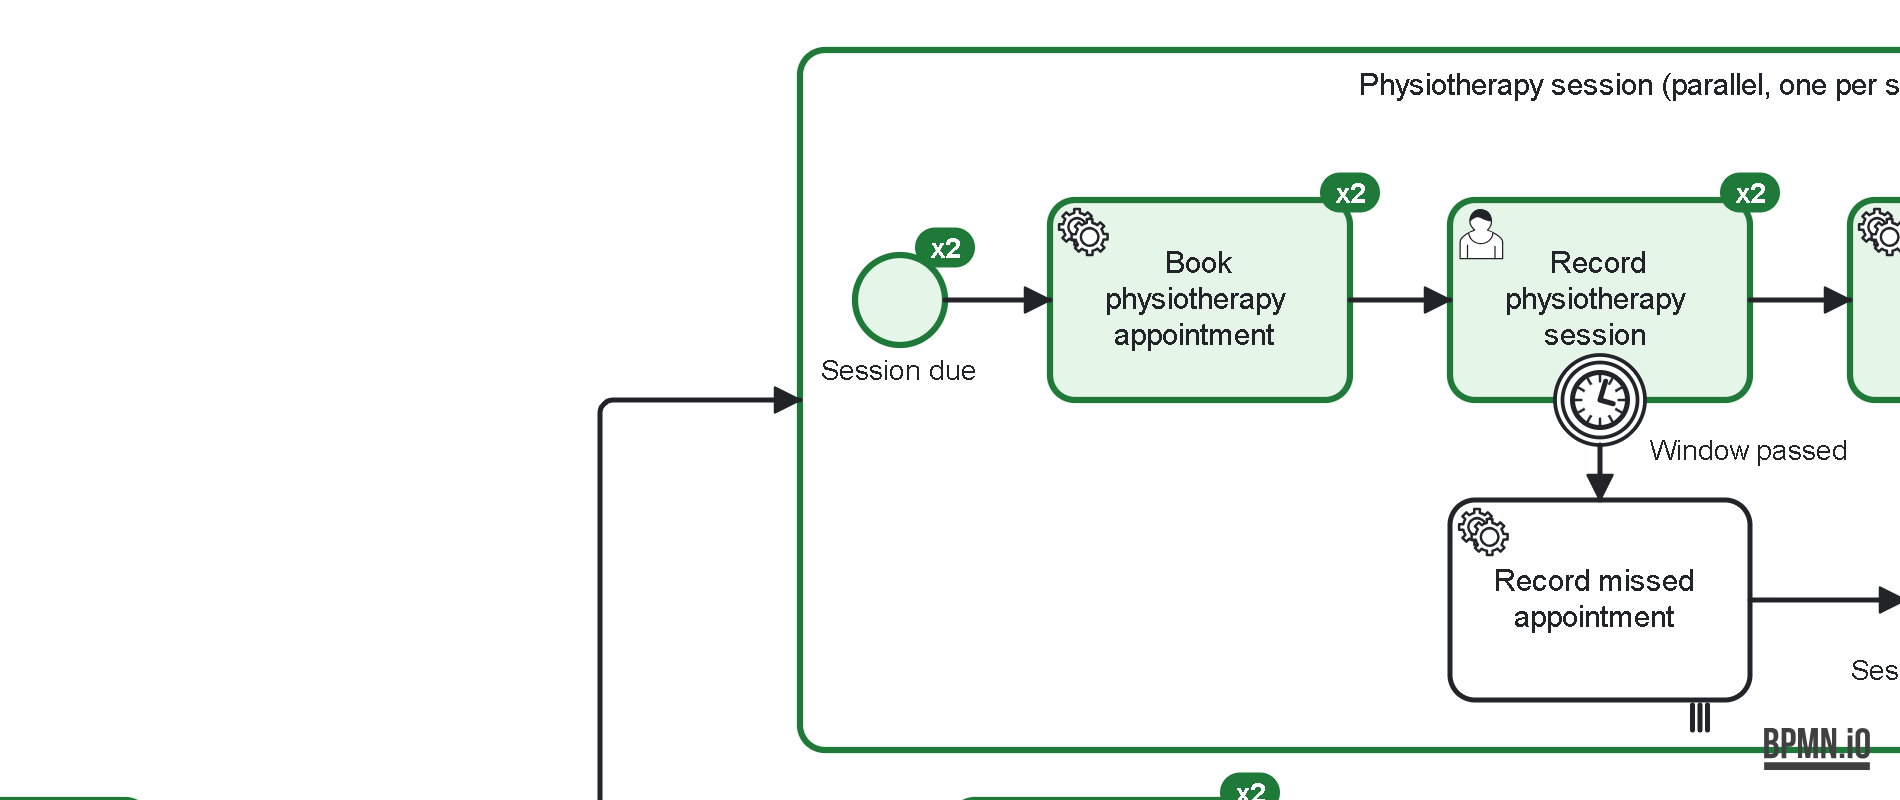 Physiotherapy session (parallel, one per s
x2
x2
x2
Book
physiotherapy
appointment
Record
physiotherapy
session
Session due
Window passed
Record missed
appointment
Ses
BPMN.iO
x2